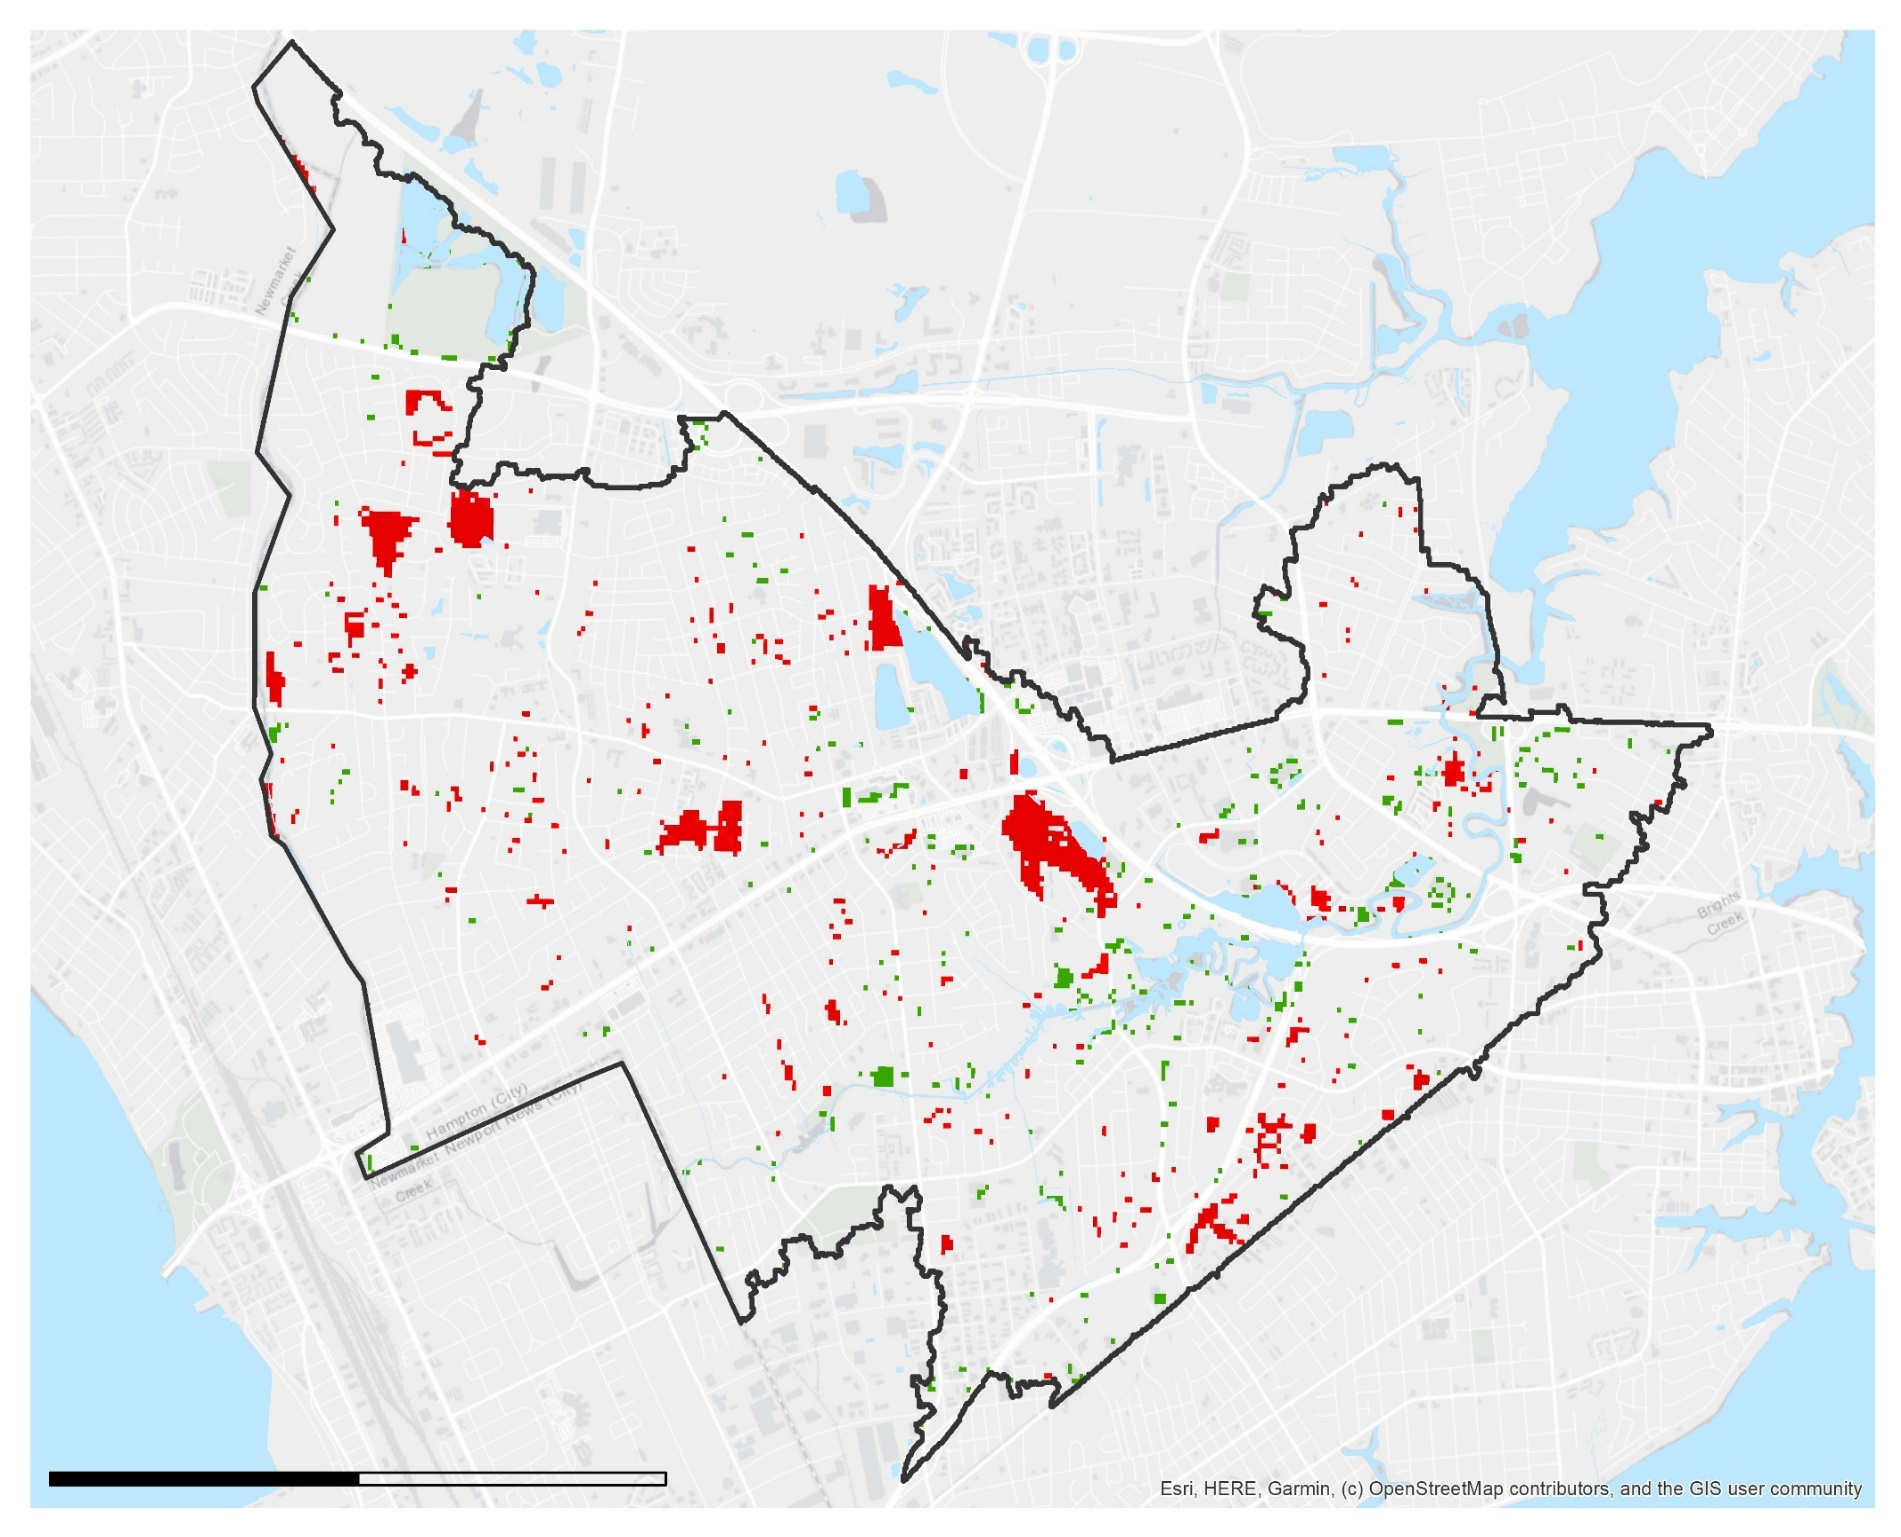 Newmarket
Creek
Brights
Creek
Hampton (City)
Newport News (City)
Newmarket
Creek
Esri, HERE, Garmin, (c) OpenStreetMap contributors, and the GIS user community